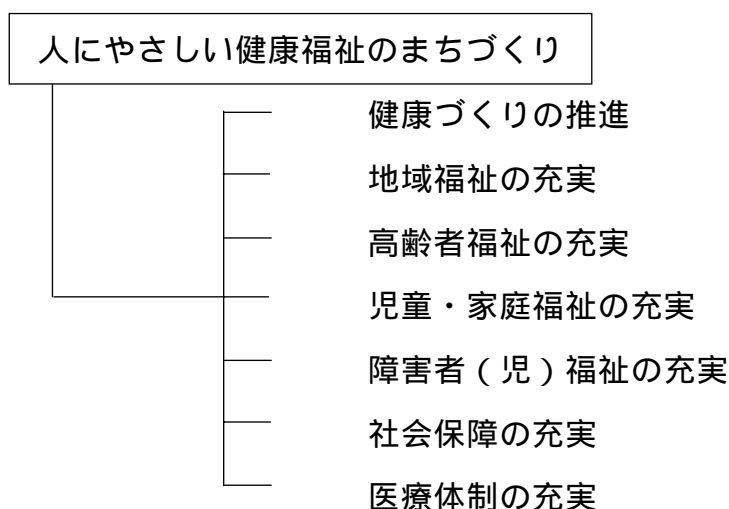 人にやさしい健康福祉のまちづくり
健康づくりの推進
地域福祉の充実
高齢者福祉の充実
児童・家庭福祉の充実
障害者（児）福祉の充実
社会保障の充実
医療体制の充実